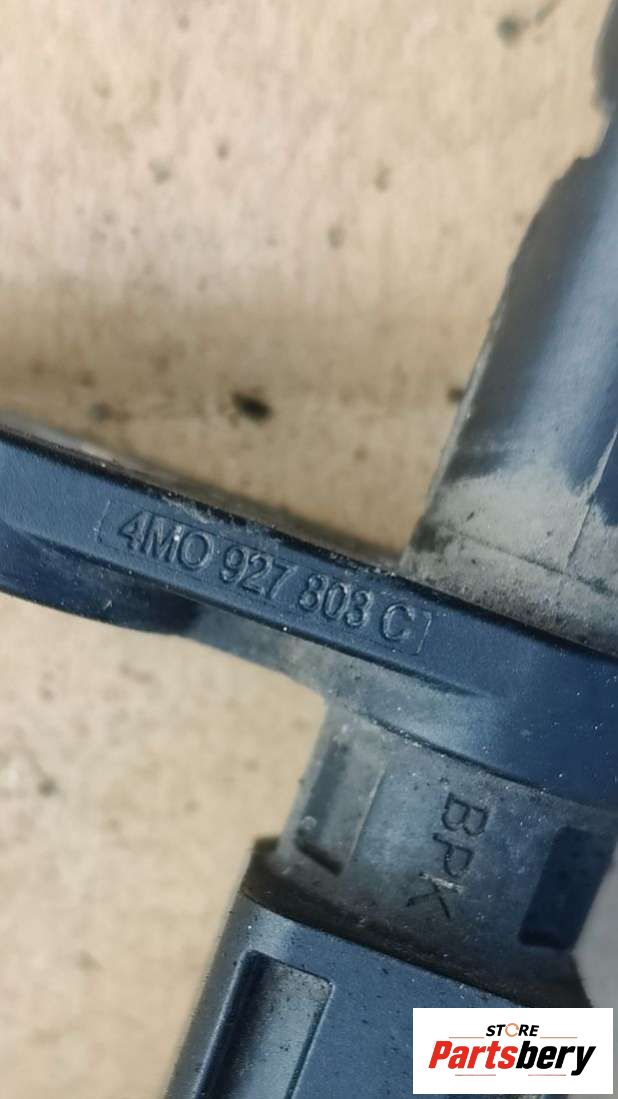 4M0 927 803 C
BPK
STORE
Partsbery